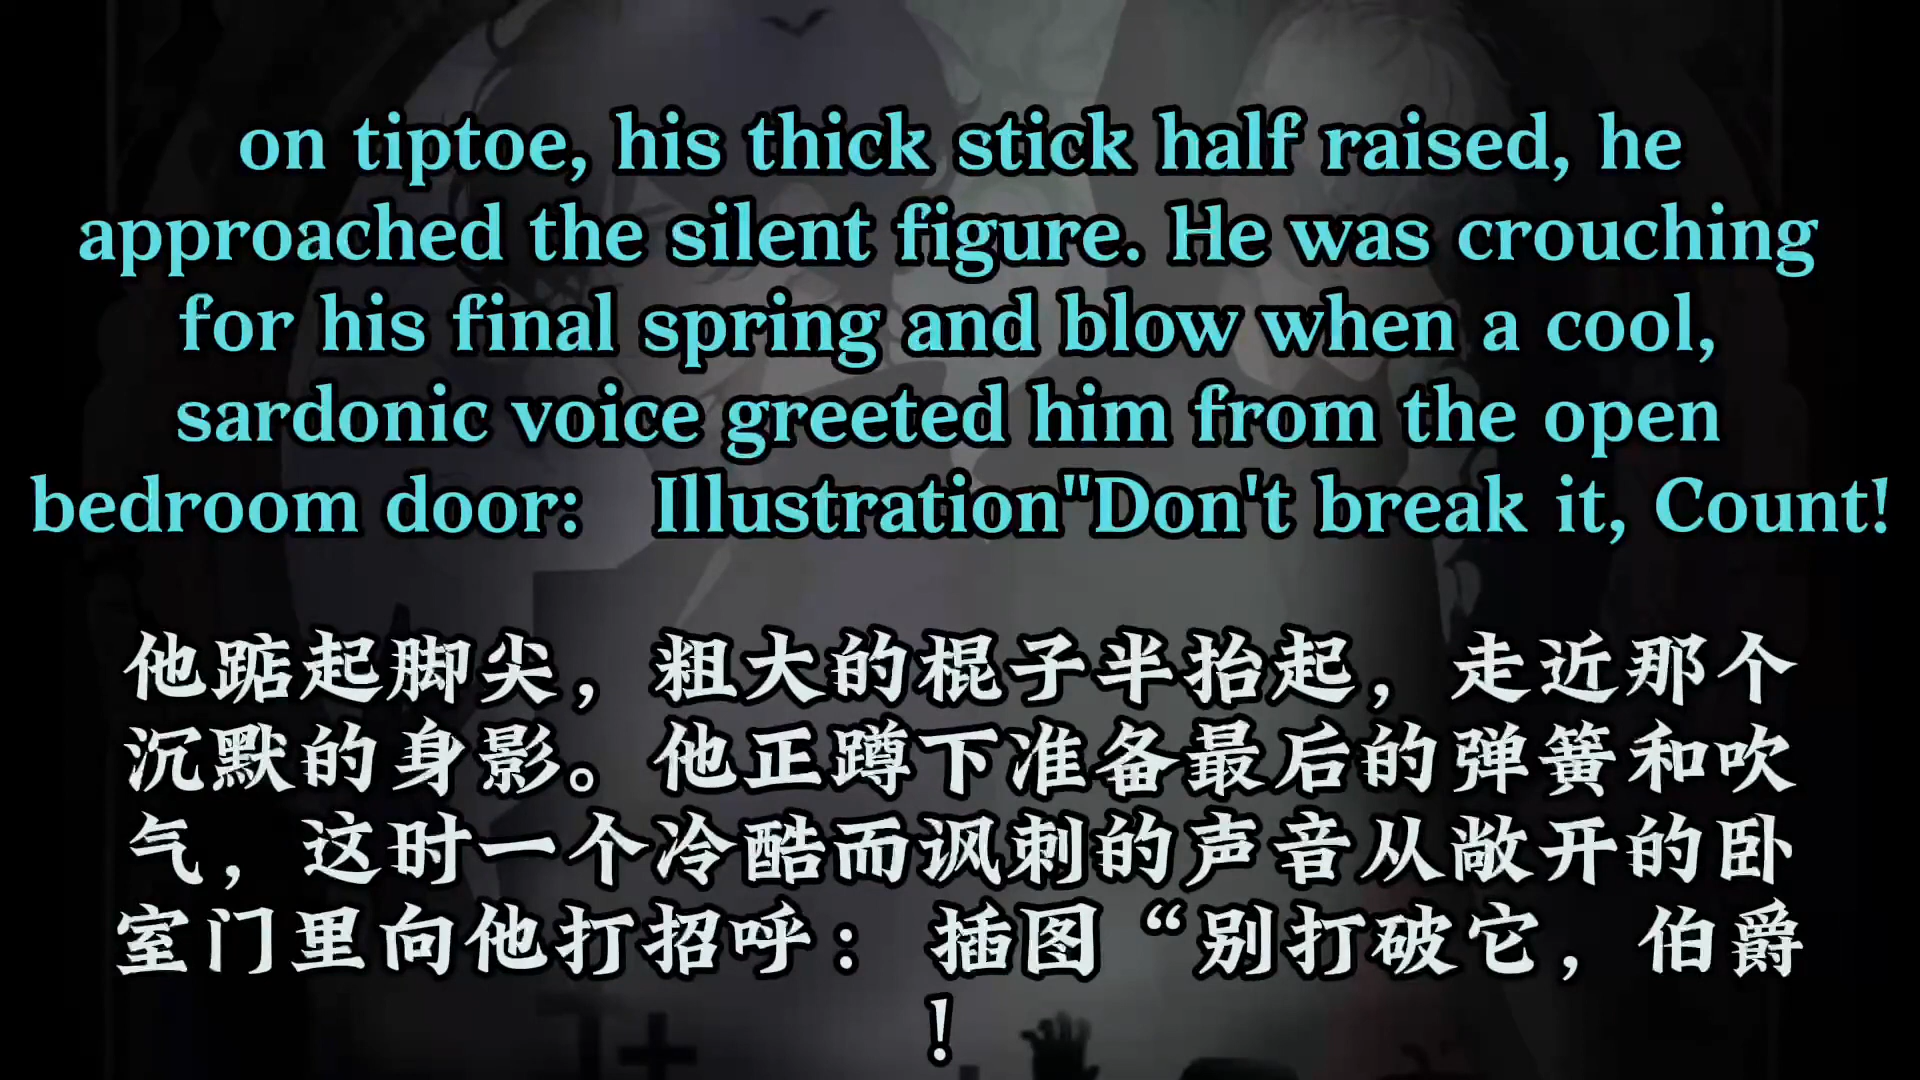 on tiptoe, his thick stick half raised, he
approached the silent figure. He was crouching
for his final spring and blow when a cool,
sardonic voice greeted him from the open
bedroom door:   Illustration"Don't break it, Count!
他踮起脚尖，粗大的棍子半抬起，走近那个
沉默的身影。他正蹲下准备最后的弹簧和吹
气，这时一个冷酷而讽刺的声音从敞开的卧
室门里向他打招呼： 插图“别打破它，伯爵
！